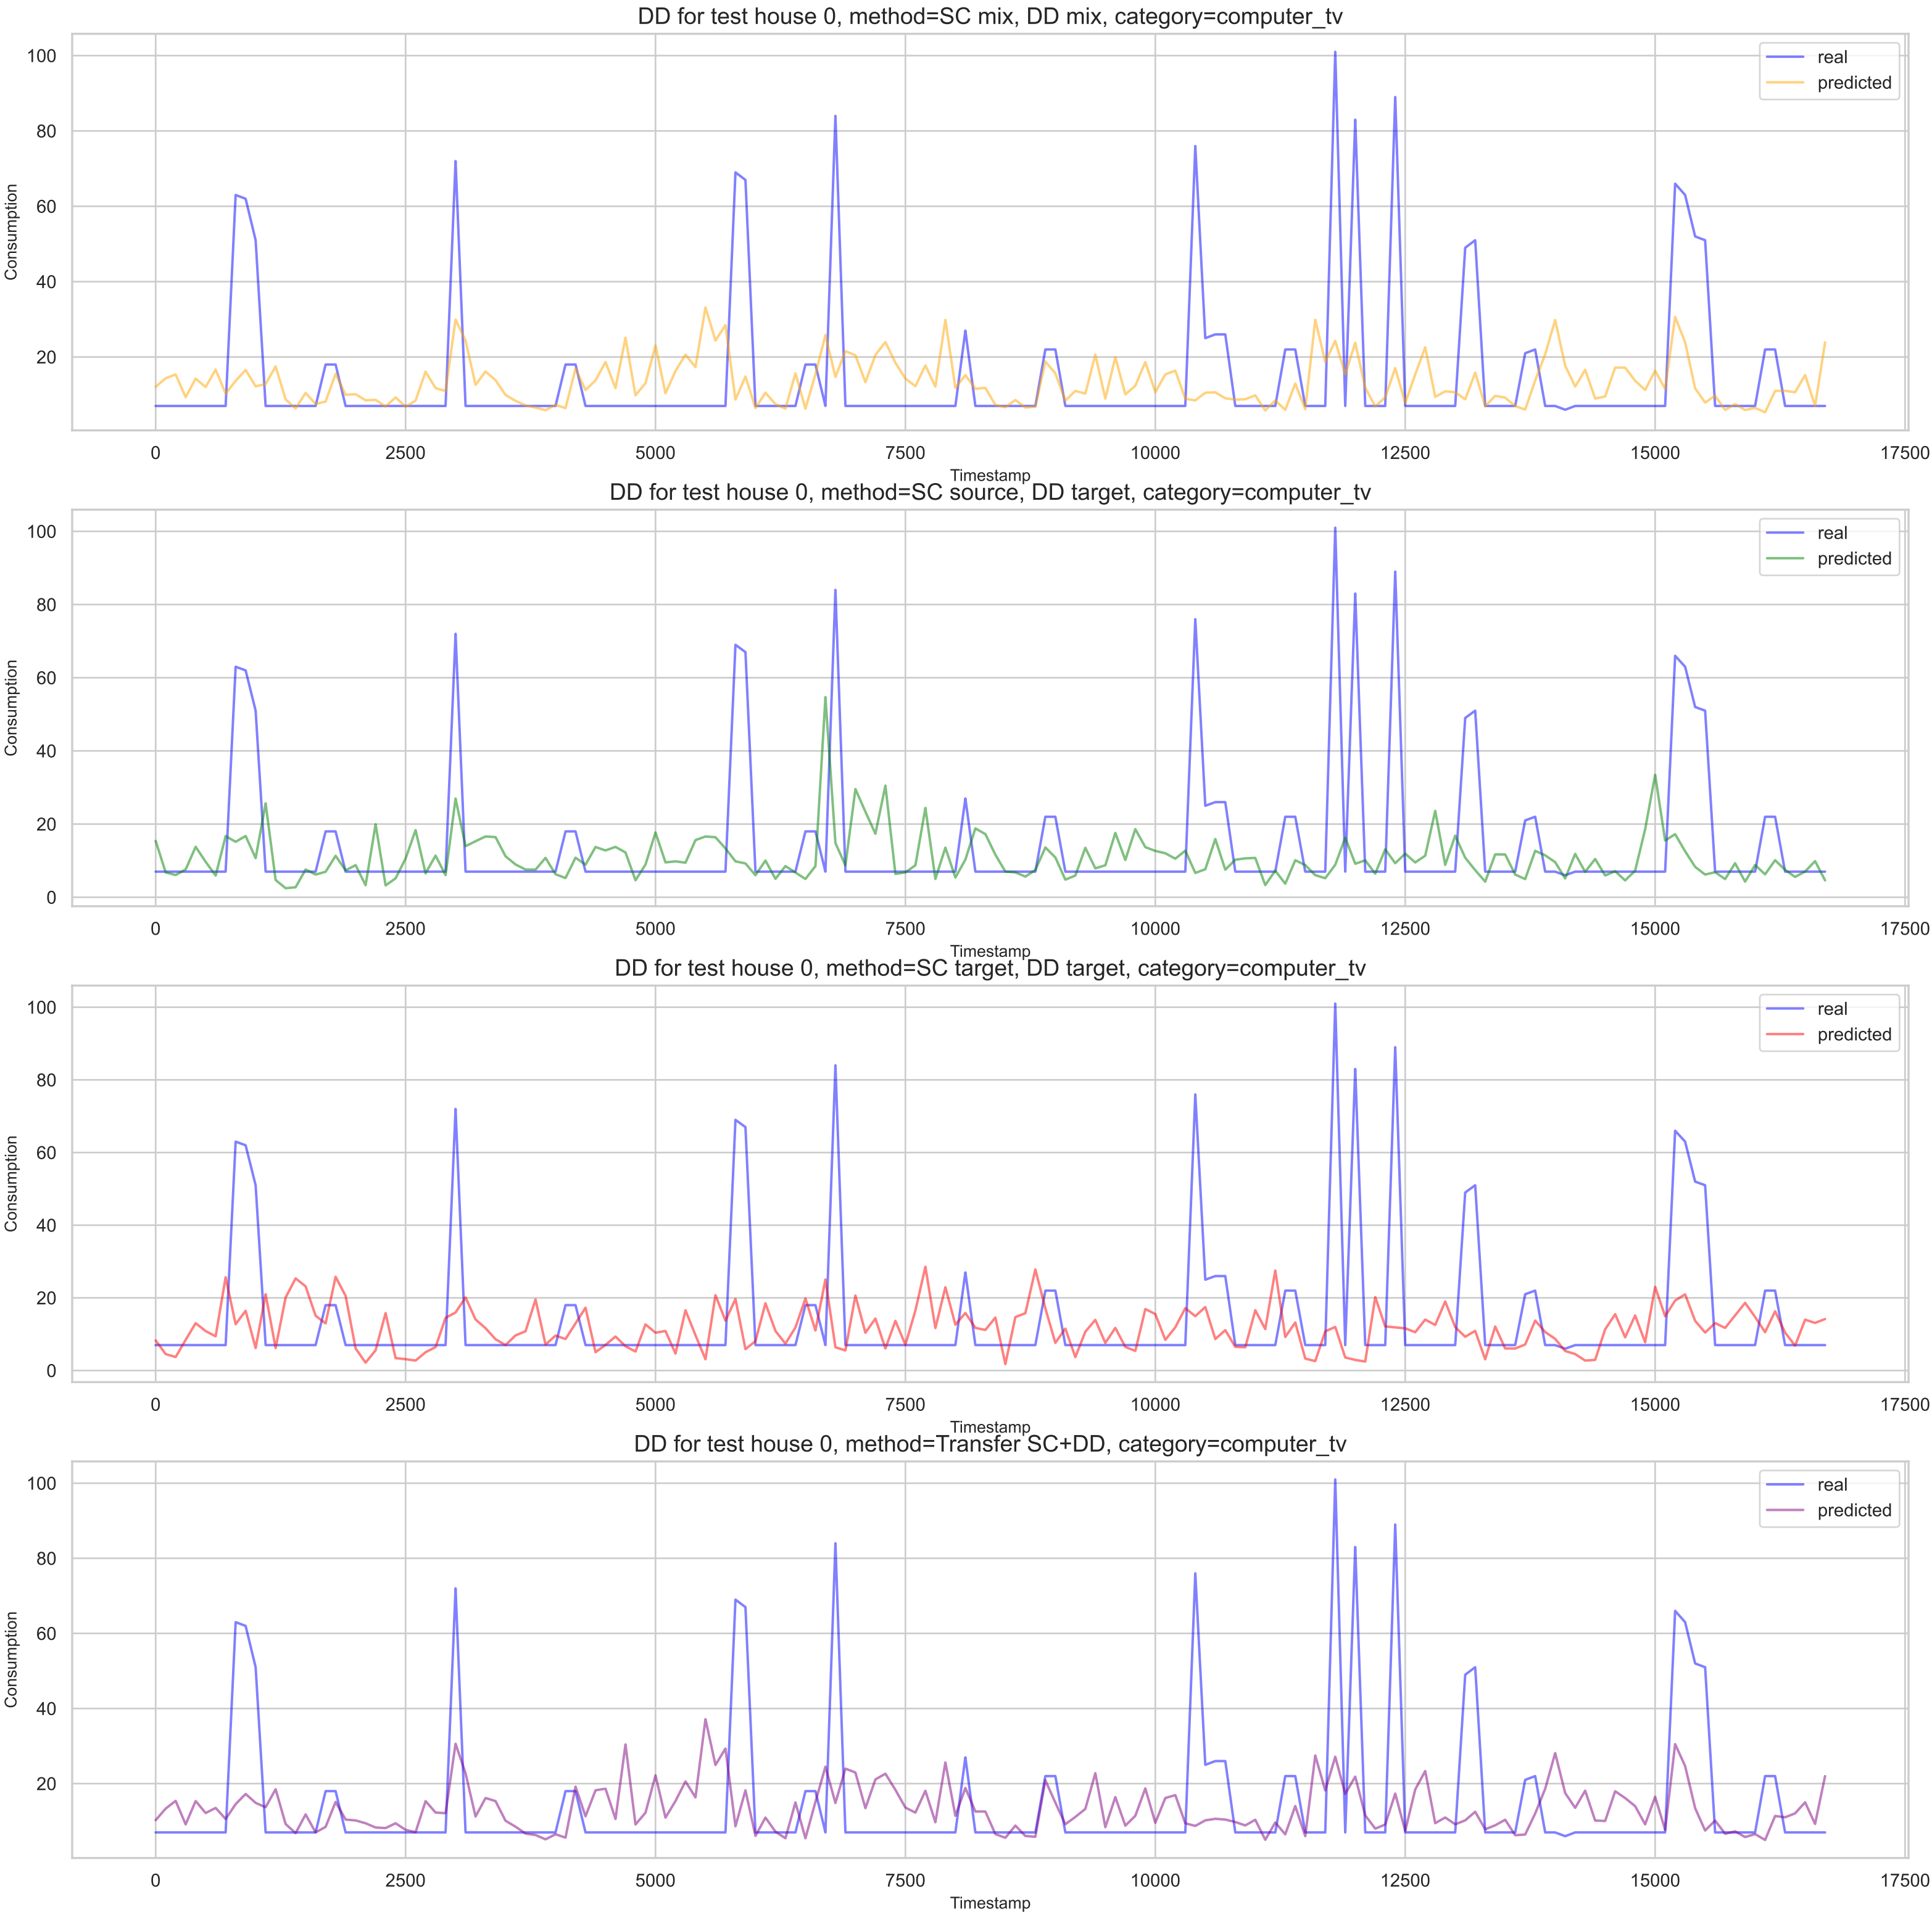 DD for test house 0, method=SC mix, DD mix, category=computer_tv
100
80
60
40
20
Consumption
real
predicted
0 2500 5000 7500 10000 12500 15000 17500
Timestamp
DD for test house 0, method=SC source, DD target, category=computer_tv
100
80
60
40
20
0
Consumption
real
predicted
0 2500 5000 7500 10000 12500 15000 17500
Timestamp
DD for test house 0, method=SC target, DD target, category=computer_tv
100
80
60
40
20
0
Consumption
real
predicted
0 2500 5000 7500 10000 12500 15000 17500
Timestamp
DD for test house 0, method=Transfer SC+DD, category=computer_tv
100
80
60
40
20
Consumption
real
predicted
0 2500 5000 7500 10000 12500 15000 17500
Timestamp